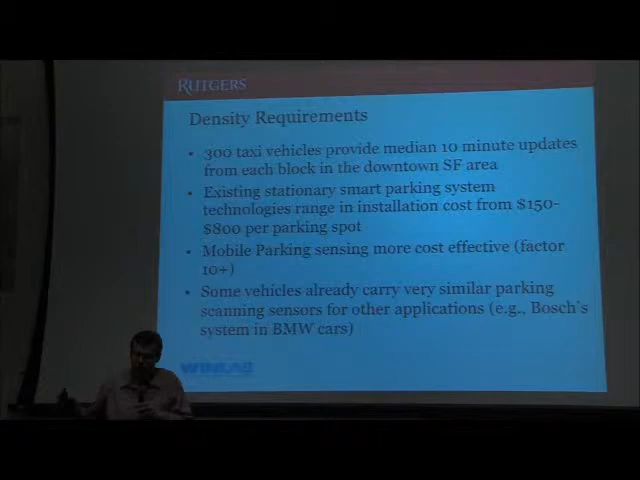 RUTGERS
Density Requirements
• 300 taxi vehicles provide median 10 minute updates
from each block in the downtown SF area
• Existing stationary smart parking system
technologies range in installation cost from $150-
$800 per parking spot
• Mobile Parking sensing more cost effective (factor
10+)
• Some vehicles already carry very similar parking
scanning sensors for other applications (e.g., Bosch's
system in BMW cars)
WINLAB